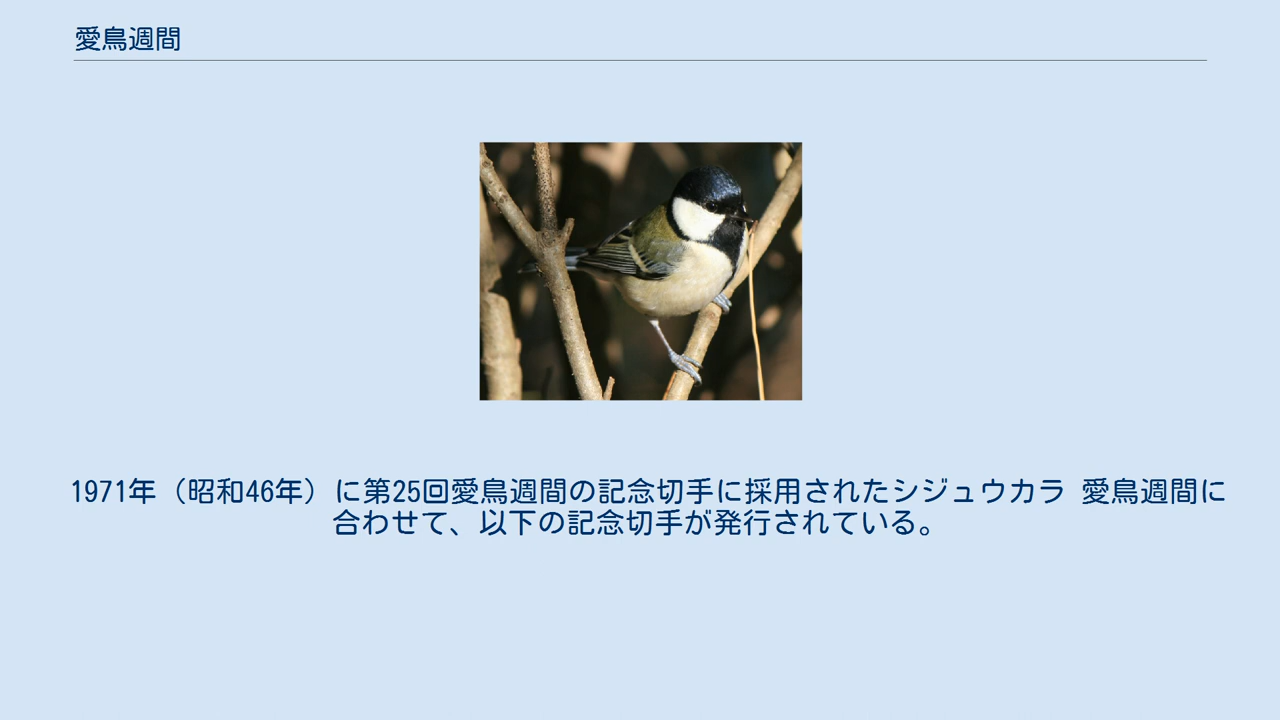 愛鳥週間
1971年（昭和46年）に第25回愛鳥週間の記念切手に採用されたシジュウカラ 愛鳥週間に
合わせて、以下の記念切手が発行されている。